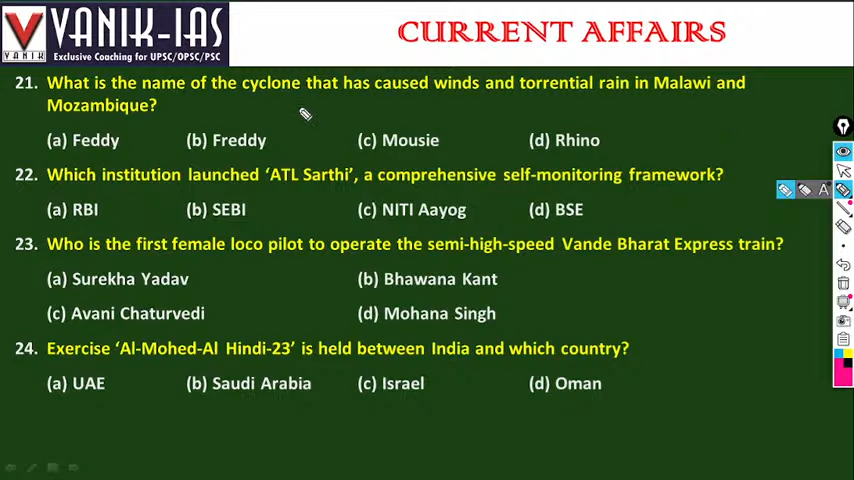 VANIK-IAS
VANIK
Exclusive Coaching for UPSC/OPSC/PSC
CURRENT AFFAIRS
21. What is the name of the cyclone that has caused winds and torrential rain in Malawi and
Mozambique?
(a) Feddy (b) Freddy (c) Mousie (d) Rhino
22. Which institution launched ‘ATL Sarthi’, a comprehensive self-monitoring framework?
(a) RBI (b) SEBI (c) NITI Aayog (d) BSE
23. Who is the first female loco pilot to operate the semi-high-speed Vande Bharat Express train?
(a) Surekha Yadav (b) Bhawana Kant
(c) Avani Chaturvedi (d) Mohana Singh
24. Exercise ‘Al-Mohed-Al Hindi-23’ is held between India and which country?
(a) UAE (b) Saudi Arabia (c) Israel (d) Oman